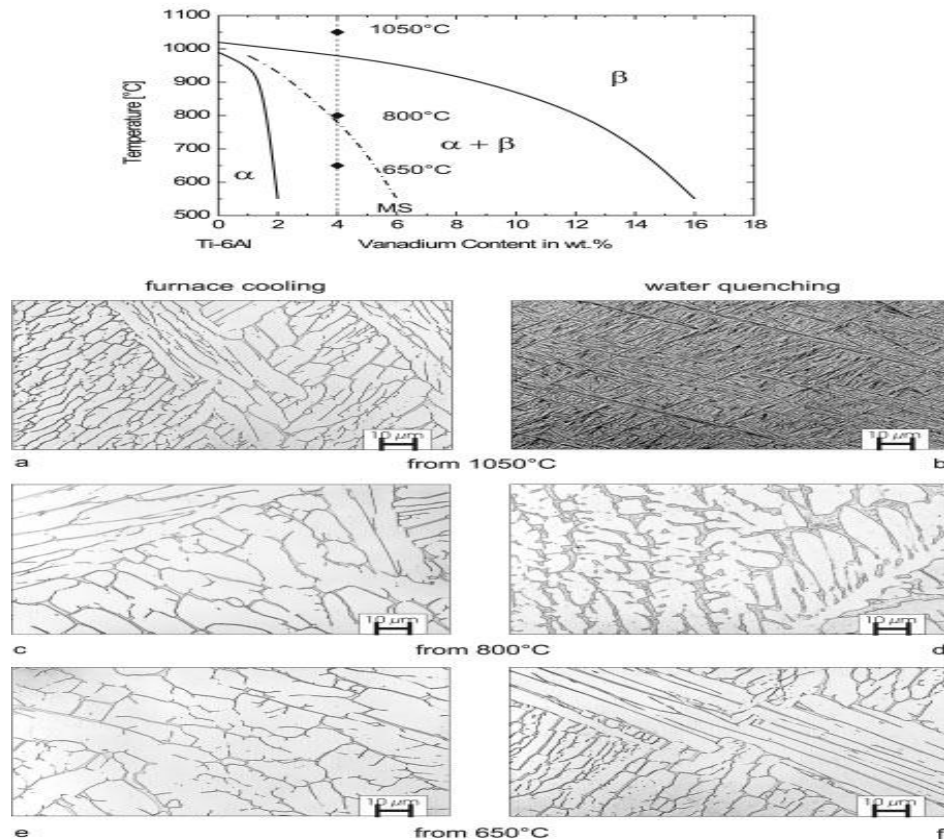 1100
1050°C
1000
β
900
Temperature [°C]
800
800°C
α + β
700
650°C
α
600
MS
500
0 2 4 6 8 10 12 14 16 18
Ti-6Al Vanadium Content in wt.%
furnace cooling water quenching
10 µm 10 µm
a from 1050°C b
10 µm 10 µm
c from 800°C d
10 µm 10 µm
e from 650°C f